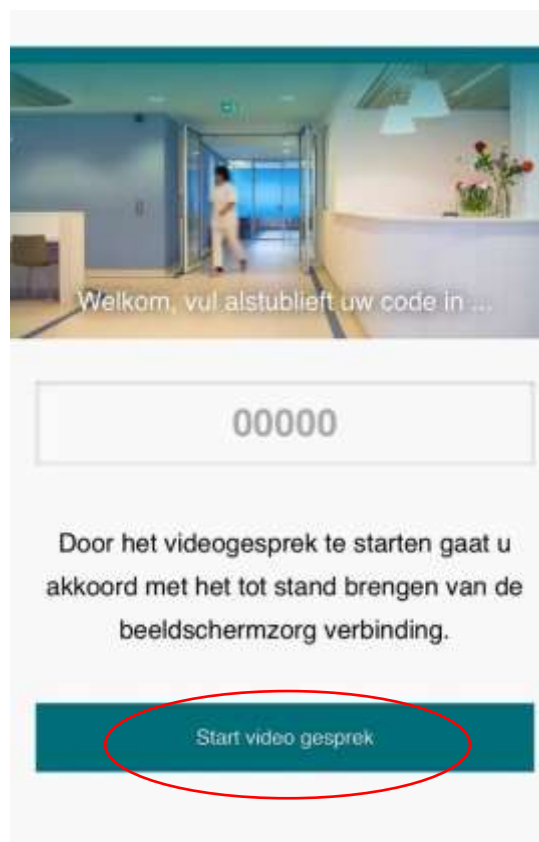 Welkom, vul alstublieft uw code in ...
00000
Door het videogesprek te starten gaat u
akkoord met het tot stand brengen van de
beeldschermzorg verbinding.
Start video gesprek